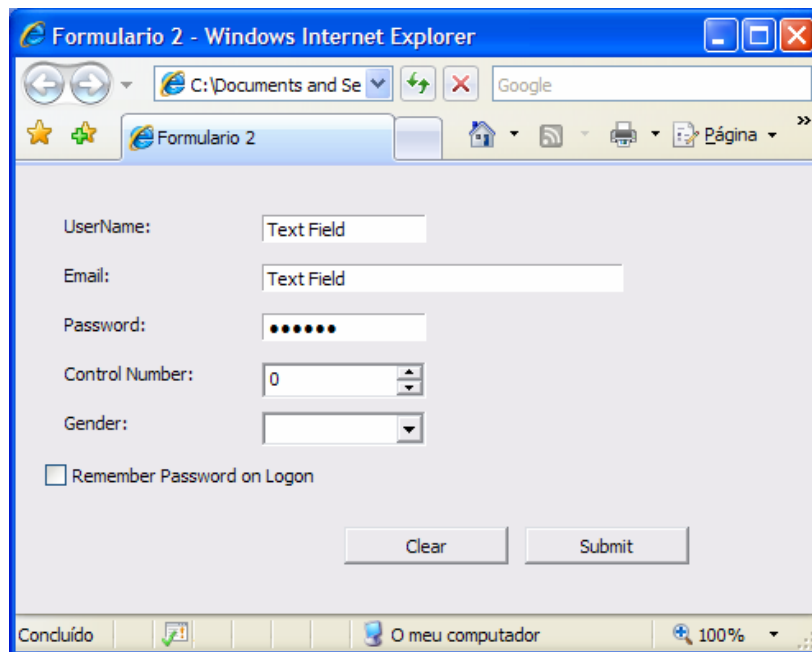 Formulario 2 - Windows Internet Explorer
C:\Documents and Se
Google
Formulario 2
Página
»
UserName: Text Field
Email: Text Field
Password: ••••••
Control Number: 0
Gender:
Remember Password on Logon
Clear Submit
Concluído O meu computador 100%